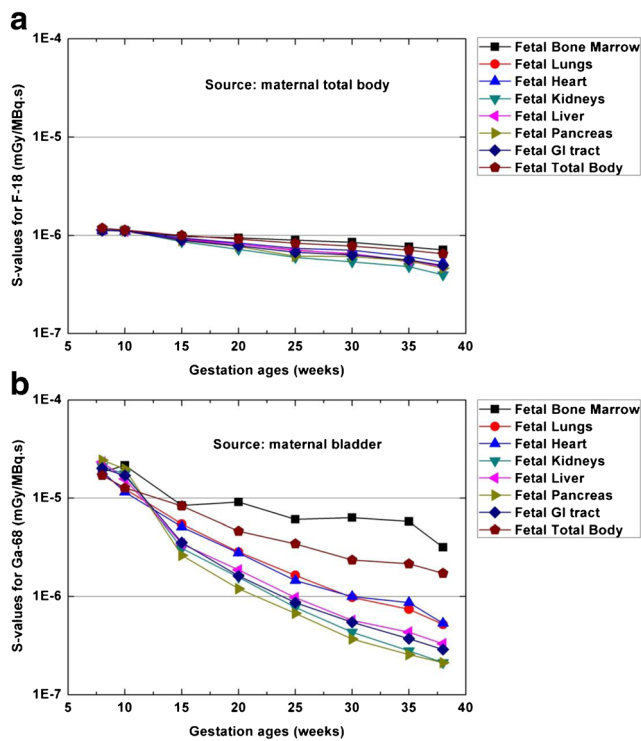 a
1E-4
1E-5
1E-6
1E-7
S-values for F-18 (mGy/MBq.s)
Source: maternal total body
5 10 15 20 25 30 35 40
Gestation ages (weeks)
Fetal Bone Marrow
Fetal Lungs
Fetal Heart
Fetal Kidneys
Fetal Liver
Fetal Pancreas
Fetal GI tract
Fetal Total Body
b
1E-4
1E-5
1E-6
1E-7
S-values for Ga-68 (mGy/MBq.s)
Source: maternal bladder
5 10 15 20 25 30 35 40
Gestation ages (weeks)
Fetal Bone Marrow
Fetal Lungs
Fetal Heart
Fetal Kidneys
Fetal Liver
Fetal Pancreas
Fetal GI tract
Fetal Total Body